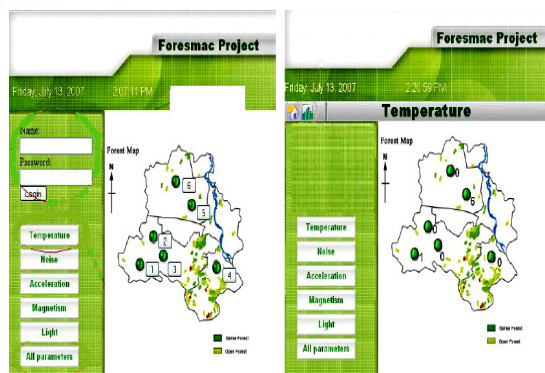 Foresmac Project
Friday, July 13, 2007 2:07:11 PM
Name:
Password:
Login
Temperature
Noise
Acceleration
Magnetism
Light
All parameters
Forest Map
N
6
5
2
1
3
4
Dense Forest
Open Forest
Foresmac Project
Friday, July 13, 2007 2:20:59 PM
Temperature
Temperature
Noise
Acceleration
Magnetism
Light
All parameters
Forest Map
N
0
6
0
0
1
0
Dense Forest
Open Forest